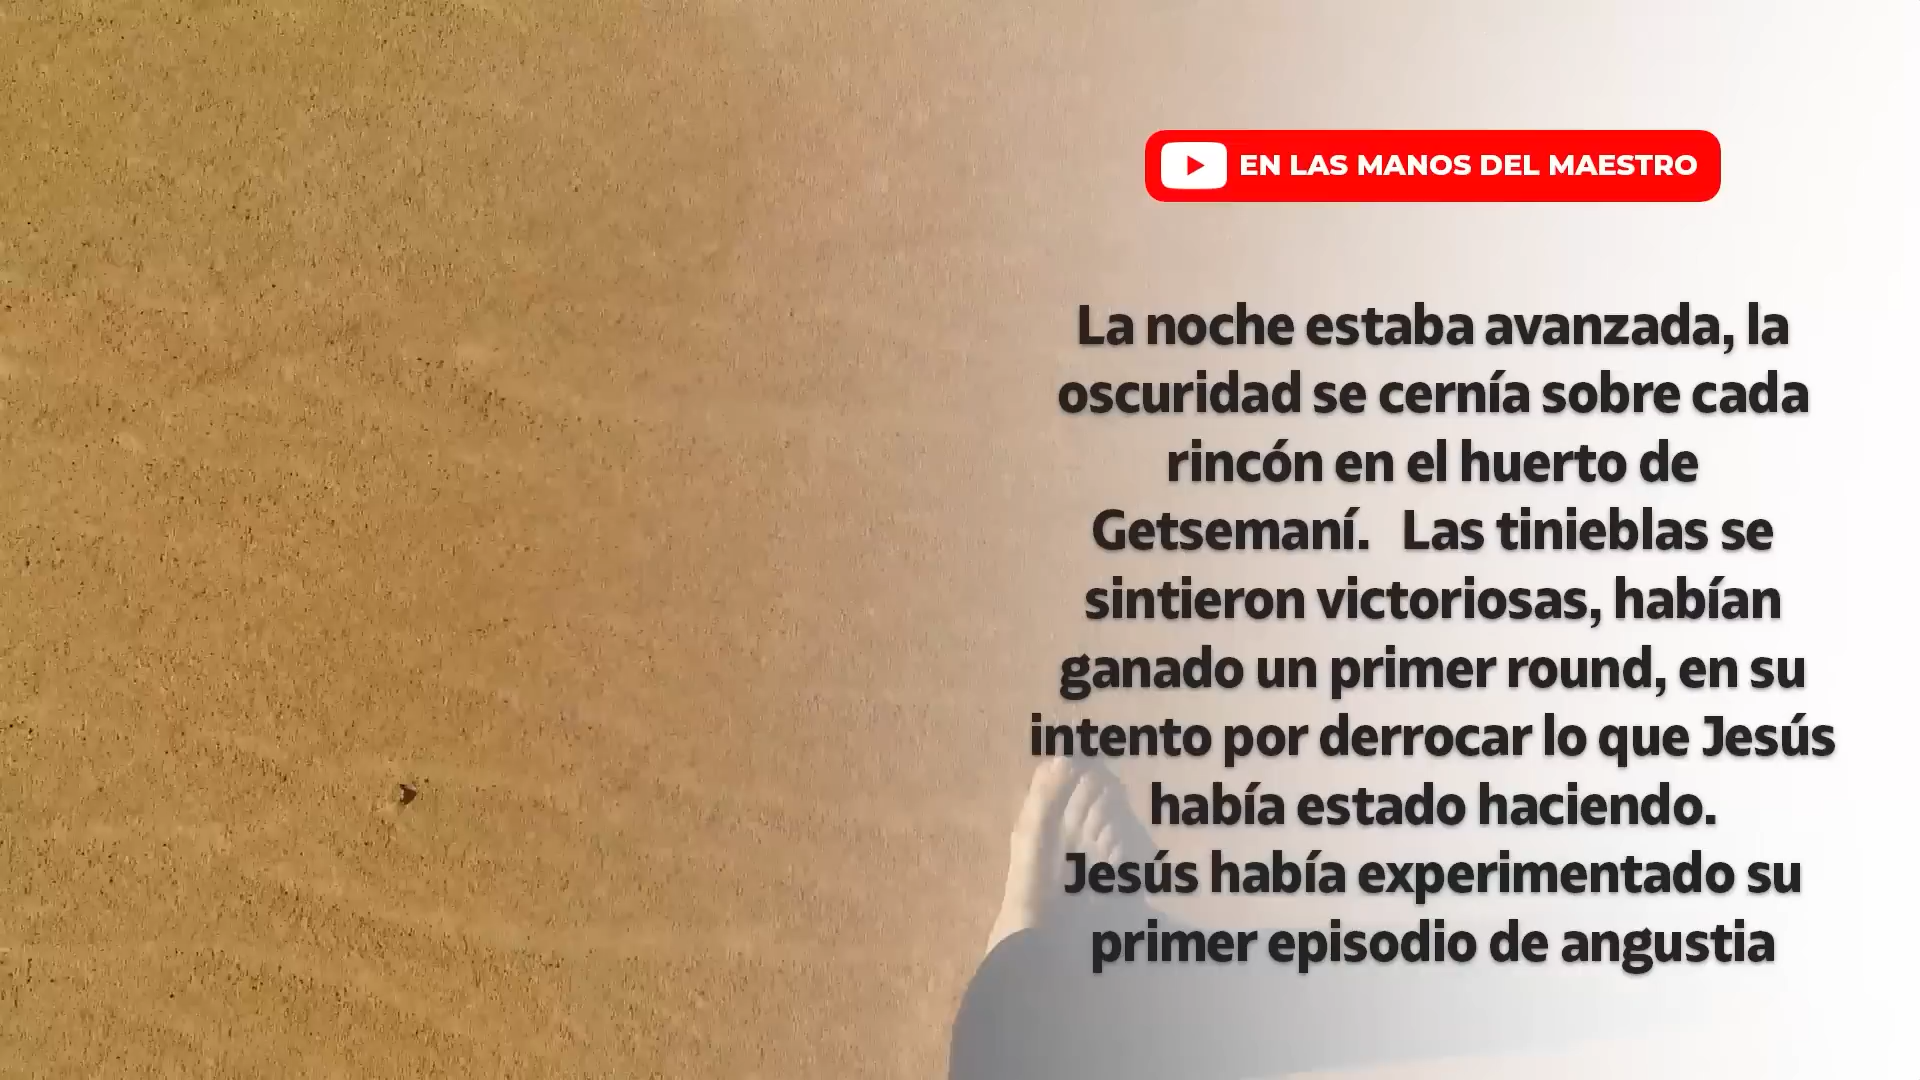 EN LAS MANOS DEL MAESTRO
La noche estaba avanzada, la
oscuridad se cernía sobre cada
rincón en el huerto de
Getsemaní.   Las tinieblas se
sintieron victoriosas, habían
ganado un primer round, en su
intento por derrocar lo que Jesús
había estado haciendo.
Jesús había experimentado su
primer episodio de angustia